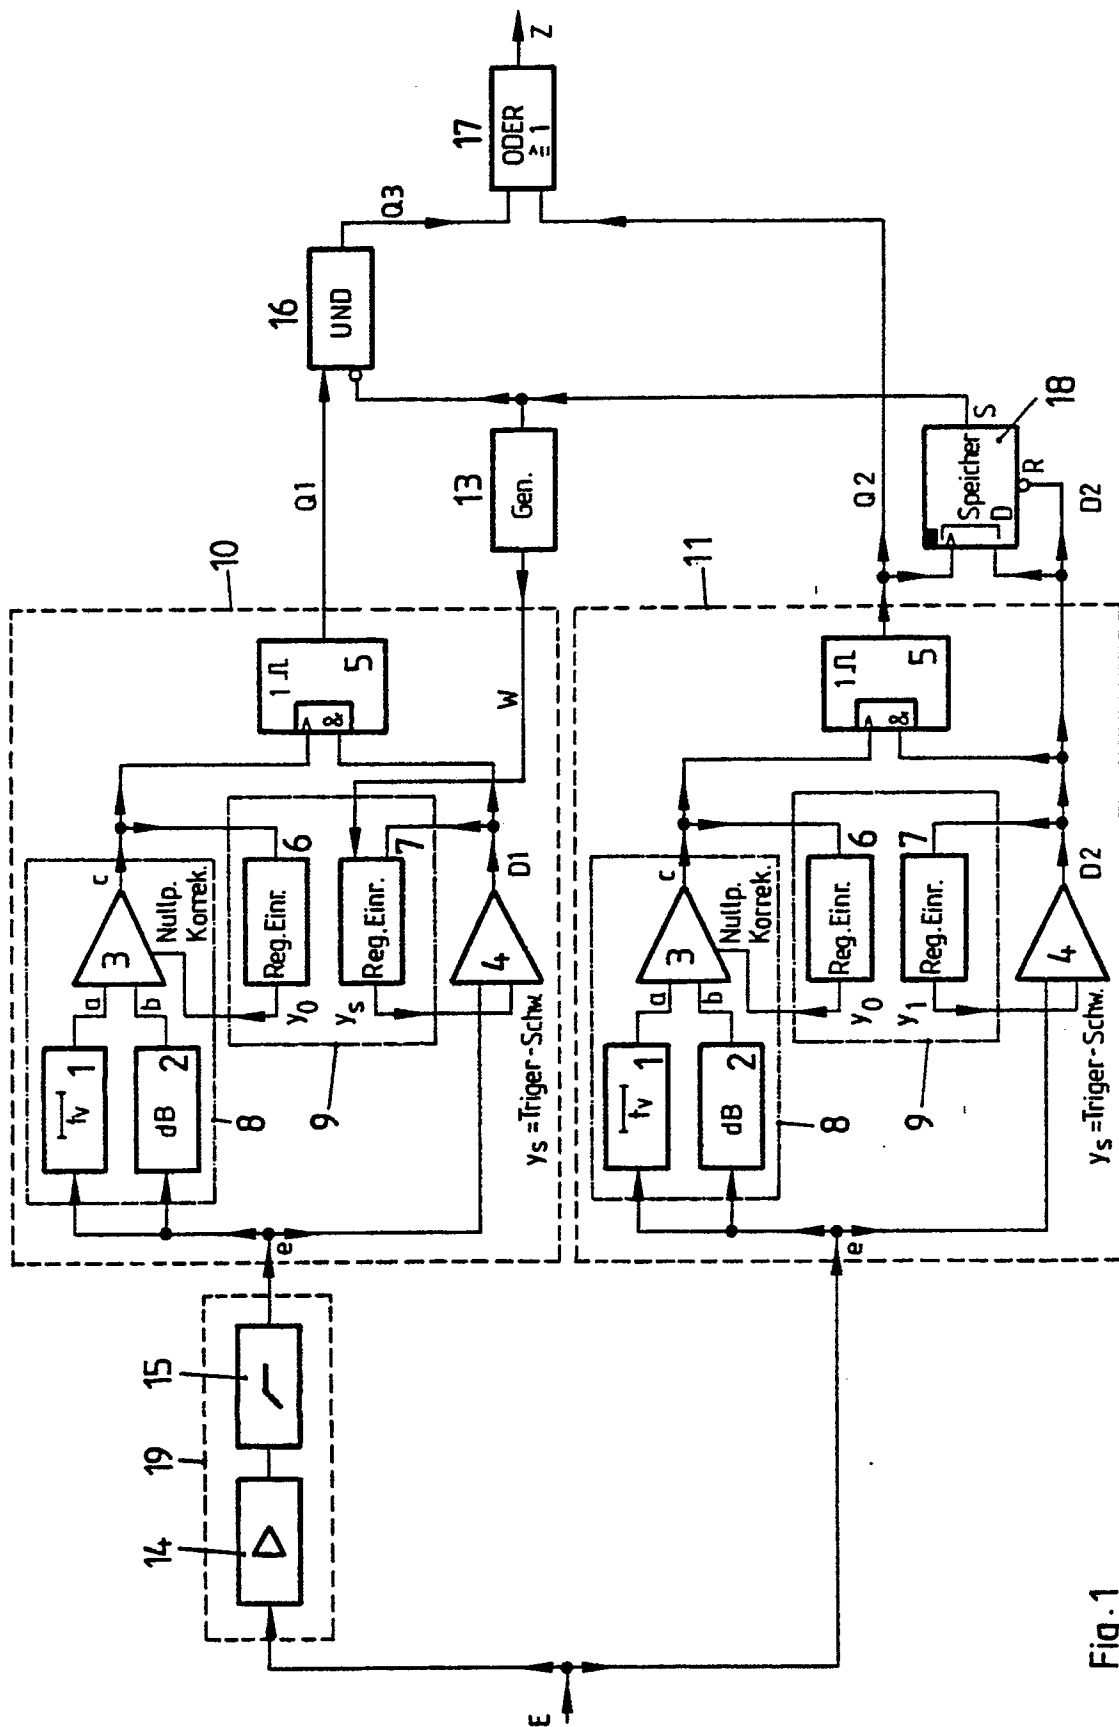 E
14
19
15
e
1
tv
2
dB
8
a
b
3
c
Nullp.
Korrek.
y0
Reg.Einr.
6
ys
Reg.Einr.
7
9
4
D1
ys =Triger-Schw.
1
&
5
10
W
Q1
13
Gen.
16
UND
Q3
17
ODER
≙ 1
Z
e
1
tv
2
dB
8
a
b
3
c
Nullp.
Korrek.
y0
Reg.Einr.
6
y1
Reg.Einr.
7
9
4
D2
ys =Triger-Schw.
1
&
5
11
Q2
Speicher
D
S
R
18
D2
Fig.1